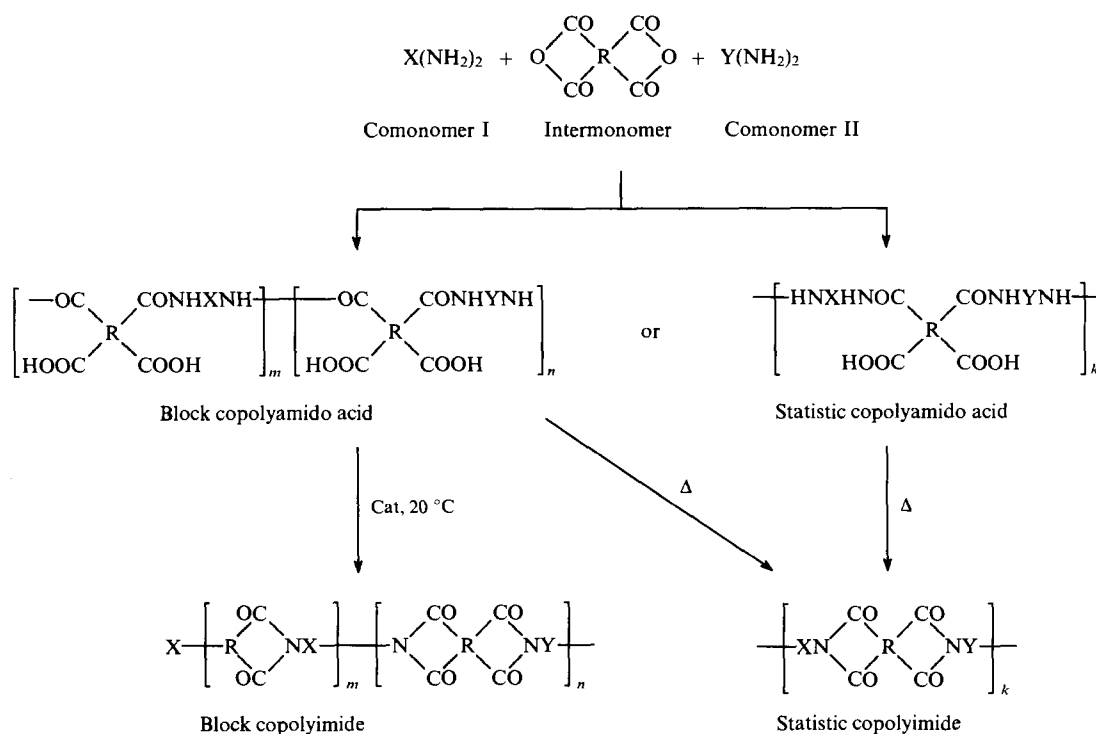 CO CO
X(NH₂)₂ + O R O + Y(NH₂)₂
CO CO
Comonomer I Intermonomer Comonomer II
—OC CONHXNH OC CONHYNH
R
R
HOOC COOH m
HOOC COOH n
or
HNXHNOC CONHYNH
R
HOOC COOH k
Block copolyamido acid
Statistic copolyamido acid
Cat, 20 °C
Δ
Δ
OC CO CO
X R NX N R NY
OC m CO CO n
CO CO
XN R NY
CO CO k
Block copolyimide
Statistic copolyimide